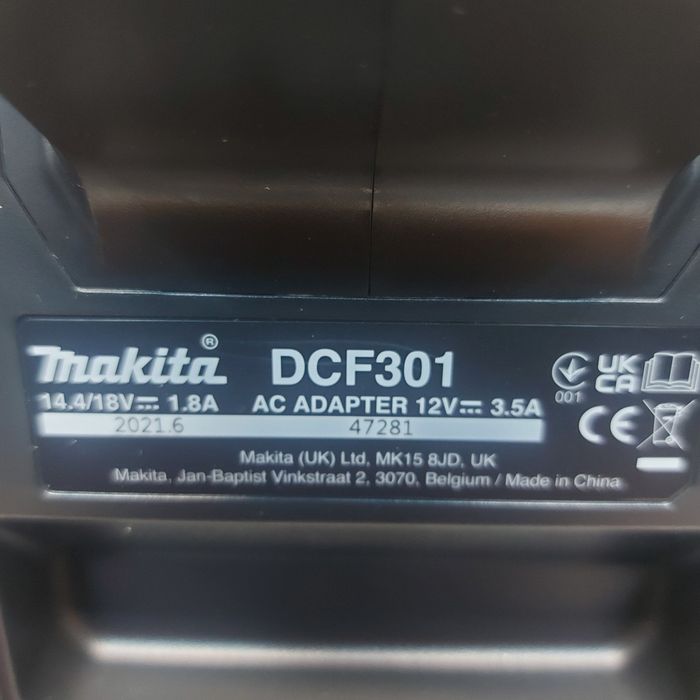 makita® DCF301
14.4/18V⎓ 1.8A AC ADAPTER 12V⎓ 3.5A
2021.6 47281
001
UK
CA
CE
Makita (UK) Ltd, MK15 8JD, UK
Makita, Jan-Baptist Vinkstraat 2, 3070, Belgium / Made in China